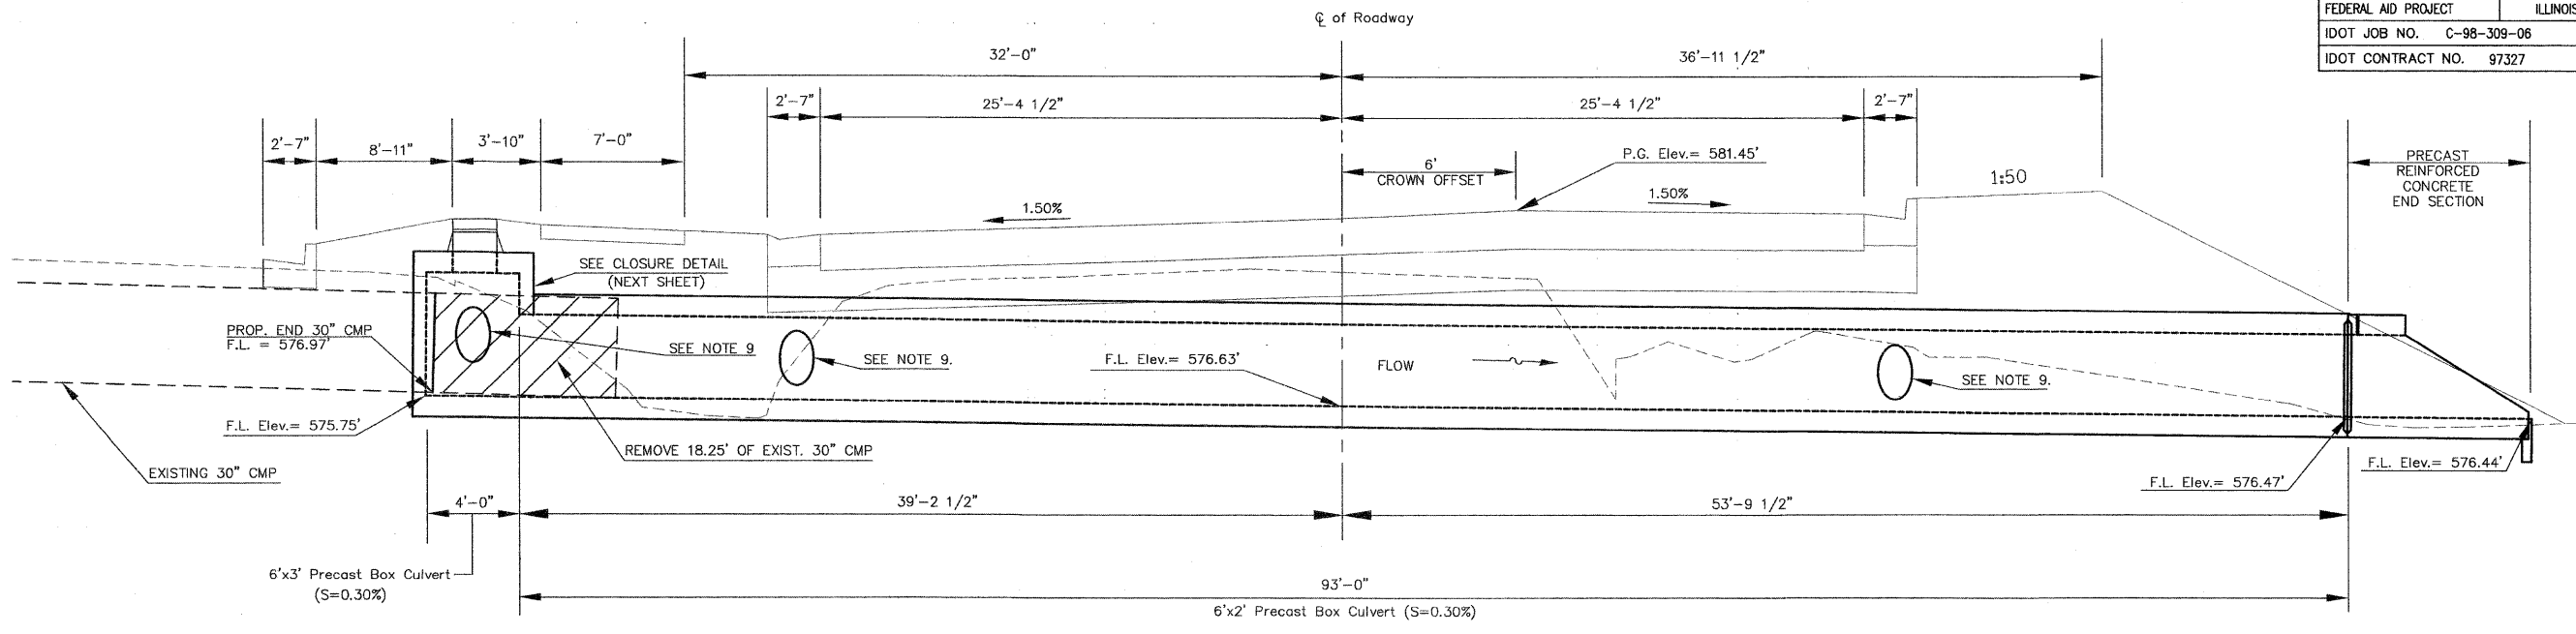 FEDERAL AID PROJECT ILLINOIS
IDOT JOB NO. C-98-309-06
IDOT CONTRACT NO. 97327
℄ of Roadway
32'-0"
36'-11 1/2"
2'-7"
25'-4 1/2"
25'-4 1/2"
2'-7"
2'-7"
8'-11"
3'-10"
7'-0"
6'
CROWN OFFSET
P.G. Elev.= 581.45'
1:50
PRECAST
REINFORCED
CONCRETE
END SECTION
1.50%
1.50%
SEE CLOSURE DETAIL
(NEXT SHEET)
PROP. END 30" CMP
F.L. = 576.97'
SEE NOTE 9
SEE NOTE 9.
F.L. Elev.= 576.63'
FLOW
SEE NOTE 9.
F.L. Elev.= 575.75'
REMOVE 18.25' OF EXIST. 30" CMP
EXISTING 30" CMP
F.L. Elev.= 576.44'
F.L. Elev.= 576.47'
4'-0"
39'-2 1/2"
53'-9 1/2"
6'x3' Precast Box Culvert
(S=0.30%)
93'-0"
6'x2' Precast Box Culvert (S=0.30%)